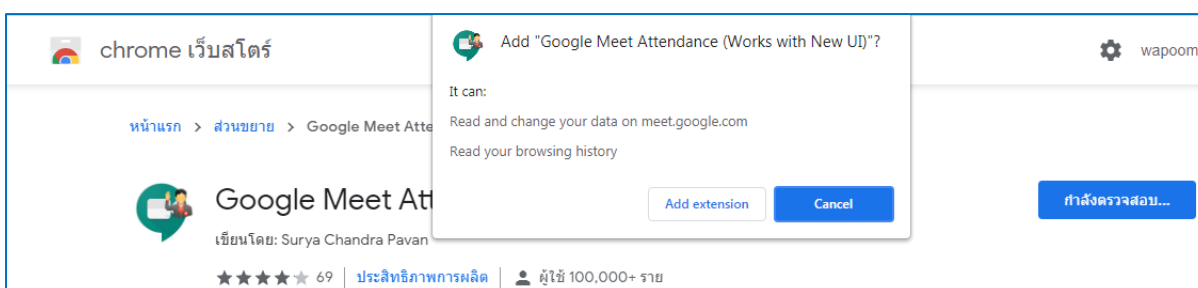 chrome เว็บสโตร์
Add "Google Meet Attendance (Works with New UI)"?
wapoom
It can:
Read and change your data on meet.google.com
Read your browsing history
Add extension
Cancel
หน้าแรก > ส่วนขยาย > Google Meet Atte
Google Meet Att
กำลังตรวจสอบ...
เขียนโดย: Surya Chandra Pavan
69 | ประสิทธิภาพการผลิต | ผู้ใช้ 100,000+ ราย